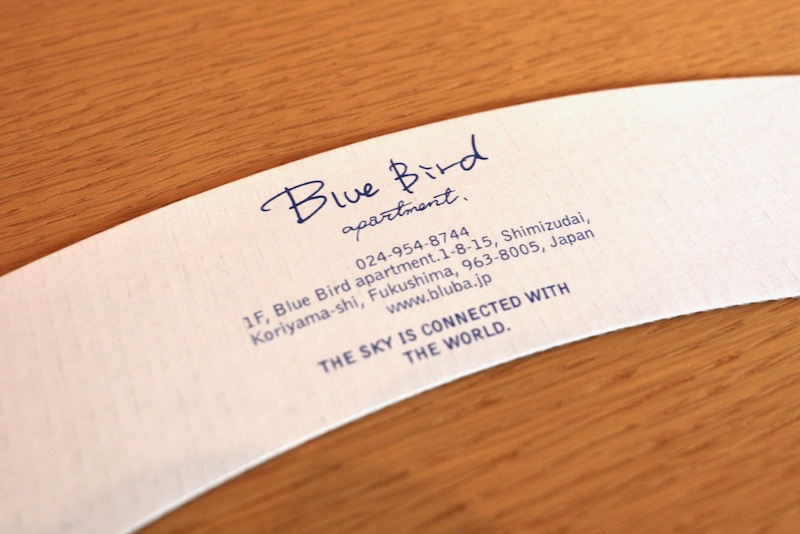 Blue Bird
apartment.
024-954-8744
1F, Blue Bird apartment.1-8-15, Shimizudai,
Koriyama-shi, Fukushima, 963-8005, Japan
www.bluba.jp
THE SKY IS CONNECTED WITH
THE WORLD.